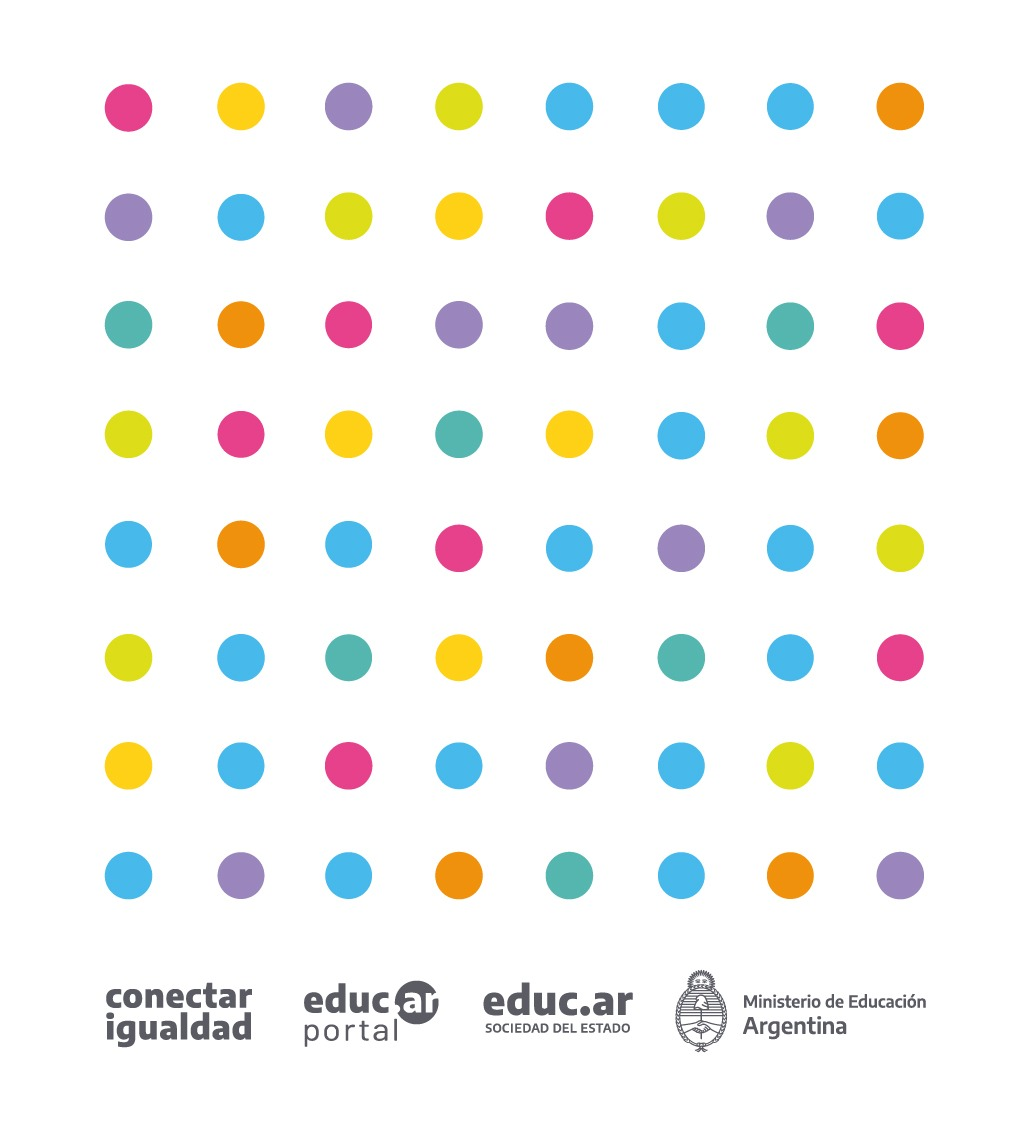 conectar
igualdad
educ ar
portal
educ.ar
SOCIEDAD DEL ESTADO
Ministerio de Educación
Argentina